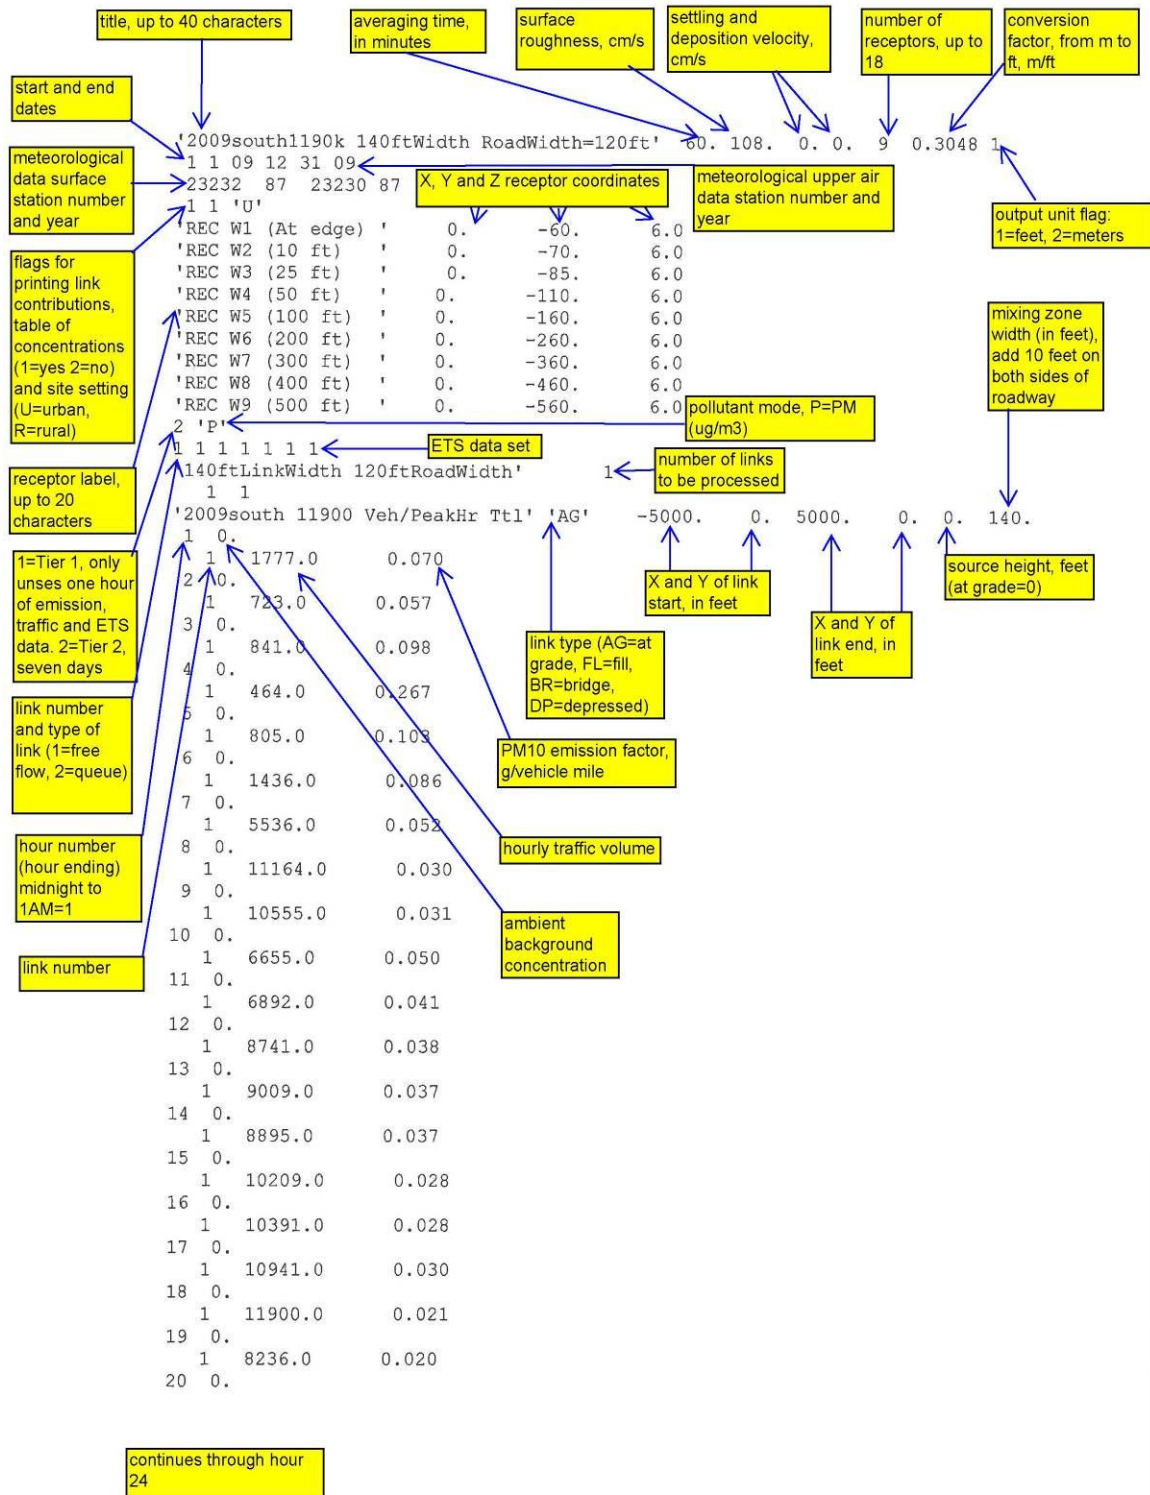 title, up to 40 characters
averaging time,
in minutes
surface
roughness, cm/s
settling and
deposition velocity,
cm/s
number of
receptors, up to
18
conversion
factor, from m to
ft, m/ft
start and end
dates
'2009south1190k 140ftWidth RoadWidth=120ft' 60. 108. 0. 0. 9 0.3048 1
1 1 09 12 31 09
meteorological
data surface
station number
and year
23232 87 23230 87
X, Y and Z receptor coordinates
meteorological upper air
data station number and
year
output unit flag:
1=feet, 2=meters
1 1 'U'
'REC W1 (At edge) ' 0. -60. 6.0
'REC W2 (10 ft) ' 0. -70. 6.0
'REC W3 (25 ft) ' 0. -85. 6.0
'REC W4 (50 ft) ' 0. -110. 6.0
'REC W5 (100 ft) ' 0. -160. 6.0
'REC W6 (200 ft) ' 0. -260. 6.0
'REC W7 (300 ft) ' 0. -360. 6.0
'REC W8 (400 ft) ' 0. -460. 6.0
'REC W9 (500 ft) ' 0. -560. 6.0
flags for
printing link
contributions,
table of
concentrations
(1=yes 2=no)
and site setting
(U=urban,
R=rural)
mixing zone
width (in feet),
add 10 feet on
both sides of
roadway
2 'P'
pollutant mode, P=PM
(ug/m3)
1 1 1 1 1 1 1
ETS data set
receptor label,
up to 20
characters
'140ftLinkWidth 120ftRoadWidth' 1
number of links
to be processed
1 1
'2009south 11900 Veh/PeakHr Ttl' 'AG' -5000. 0. 5000. 0. 0. 140.
1 0.
1 1777.0 0.070
2 0.
1 723.0 0.057
3 0.
1 841.0 0.098
4 0.
1 464.0 0.267
5 0.
1 805.0 0.103
6 0.
1 1436.0 0.086
7 0.
1 5536.0 0.052
8 0.
1 11164.0 0.030
9 0.
1 10555.0 0.031
10 0.
1 6655.0 0.050
11 0.
1 6892.0 0.041
12 0.
1 8741.0 0.038
13 0.
1 9009.0 0.037
14 0.
1 8895.0 0.037
15 0.
1 10209.0 0.028
16 0.
1 10391.0 0.028
17 0.
1 10941.0 0.030
18 0.
1 11900.0 0.021
19 0.
1 8236.0 0.020
20 0.
1=Tier 1, only
unses one hour
of emission,
traffic and ETS
data. 2=Tier 2,
seven days
link number
and type of
link (1=free
flow, 2=queue)
hour number
(hour ending)
midnight to
1AM=1
link number
X and Y of link
start, in feet
source height, feet
(at grade=0)
X and Y of
link end, in
feet
link type (AG=at
grade, FL=fill,
BR=bridge,
DP=depressed)
PM10 emission factor,
g/vehicle mile
hourly traffic volume
ambient
background
concentration
continues through hour
24